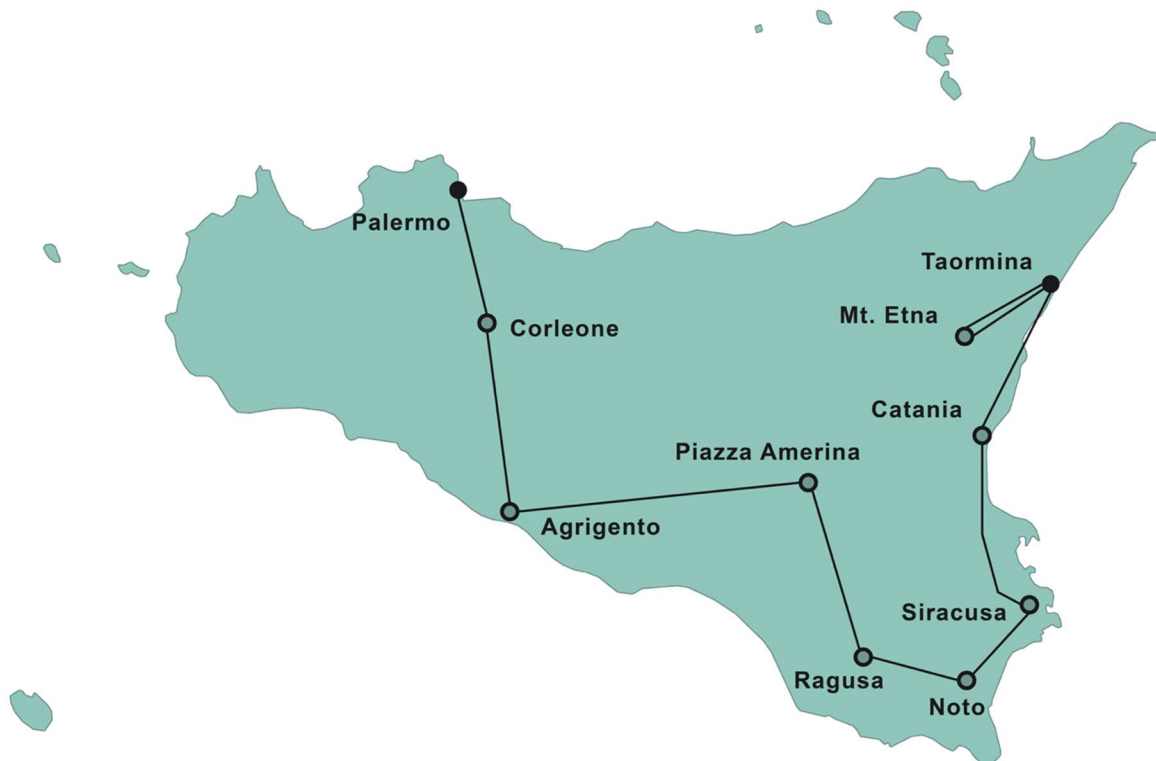 Palermo
Taormina
Mt. Etna
Corleone
Catania
Piazza Amerina
Agrigento
Siracusa
Ragusa
Noto